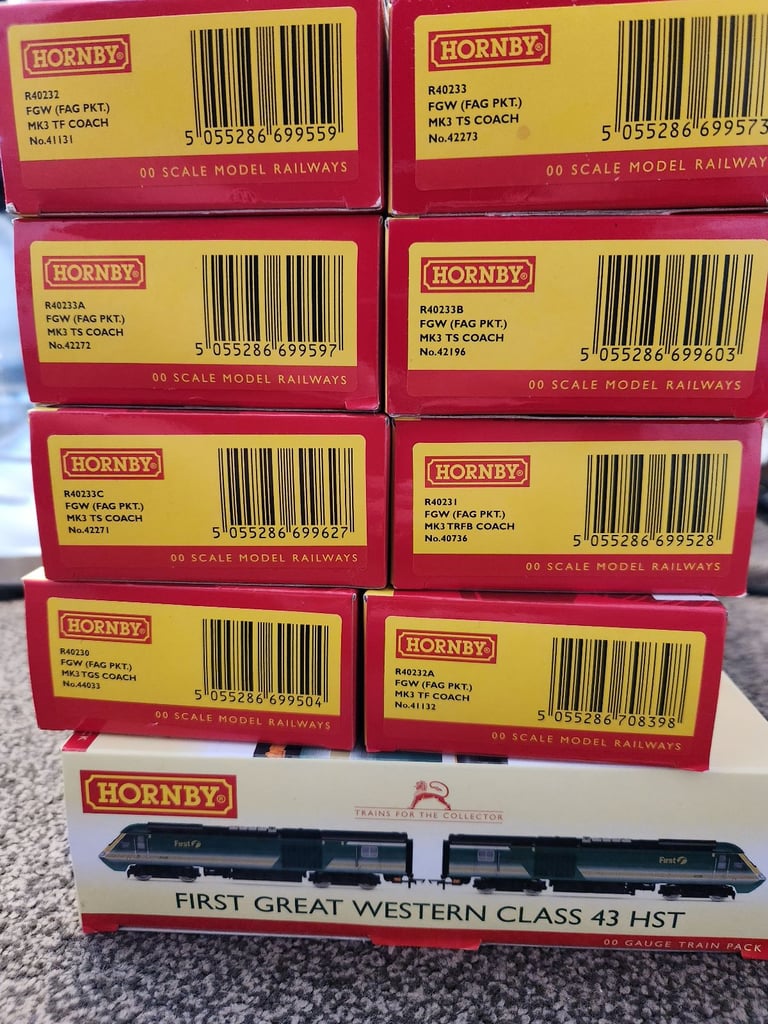 HORNBY®
R40232
FGW (FAG PKT.)
MK3 TF COACH
No.41131
5 055286 699559
00 SCALE MODEL RAILWAYS
HORNBY®
R40233
FGW (FAG PKT.)
MK3 TS COACH
No.42273
5 055286 699573
00 SCALE MODEL RAILWAYS
HORNBY®
R40233A
FGW (FAG PKT.)
MK3 TS COACH
No.42272
5 055286 699597
00 SCALE MODEL RAILWAYS
HORNBY®
R40233B
FGW (FAG PKT.)
MK3 TS COACH
No.42196
5 055286 699603
00 SCALE MODEL RAILWAYS
HORNBY®
R40233C
FGW (FAG PKT.)
MK3 TS COACH
No.42271
5 055286 699627
00 SCALE MODEL RAILWAYS
HORNBY®
R40231
FGW (FAG PKT.)
MK3 TRFB COACH
No.40736
5 055286 699528
00 SCALE MODEL RAILWAYS
HORNBY®
R40230
FGW (FAG PKT.)
MK3 TGS COACH
No.44033
5 055286 699504
00 SCALE MODEL RAILWAYS
HORNBY®
R40232A
FGW (FAG PKT.)
MK3 TF COACH
No.41132
5 055286 708398
00 SCALE MODEL RAILWAYS
HORNBY®
TRAINS FOR THE COLLECTOR
First
First
FIRST GREAT WESTERN CLASS 43 HST
00 GAUGE TRAIN PACK